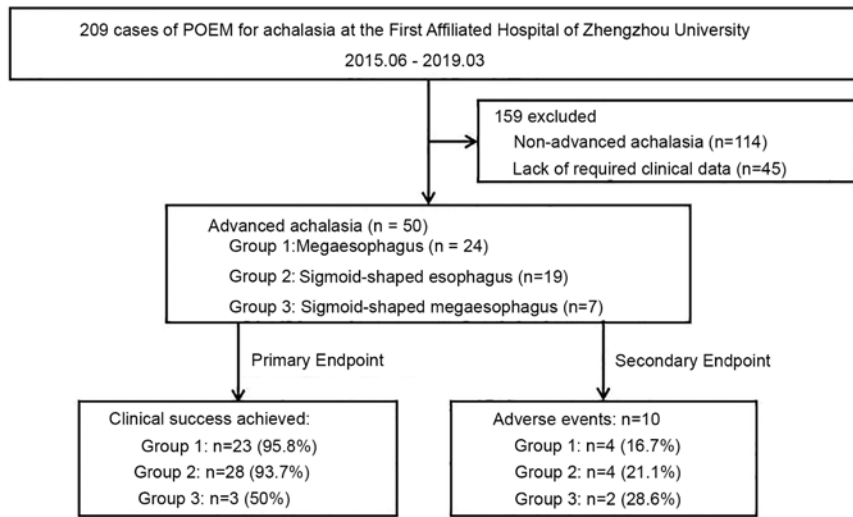 209 cases of POEM for achalasia at the First Affiliated Hospital of Zhengzhou University
2015.06 - 2019.03
159 excluded
Non-advanced achalasia (n=114)
Lack of required clinical data (n=45)
Advanced achalasia (n = 50)
Group 1:Megaesophagus (n = 24)
Group 2: Sigmoid-shaped esophagus (n=19)
Group 3: Sigmoid-shaped megaesophagus (n=7)
Primary Endpoint
Secondary Endpoint
Clinical success achieved:
Group 1: n=23 (95.8%)
Group 2: n=28 (93.7%)
Group 3: n=3 (50%)
Adverse events: n=10
Group 1: n=4 (16.7%)
Group 2: n=4 (21.1%)
Group 3: n=2 (28.6%)